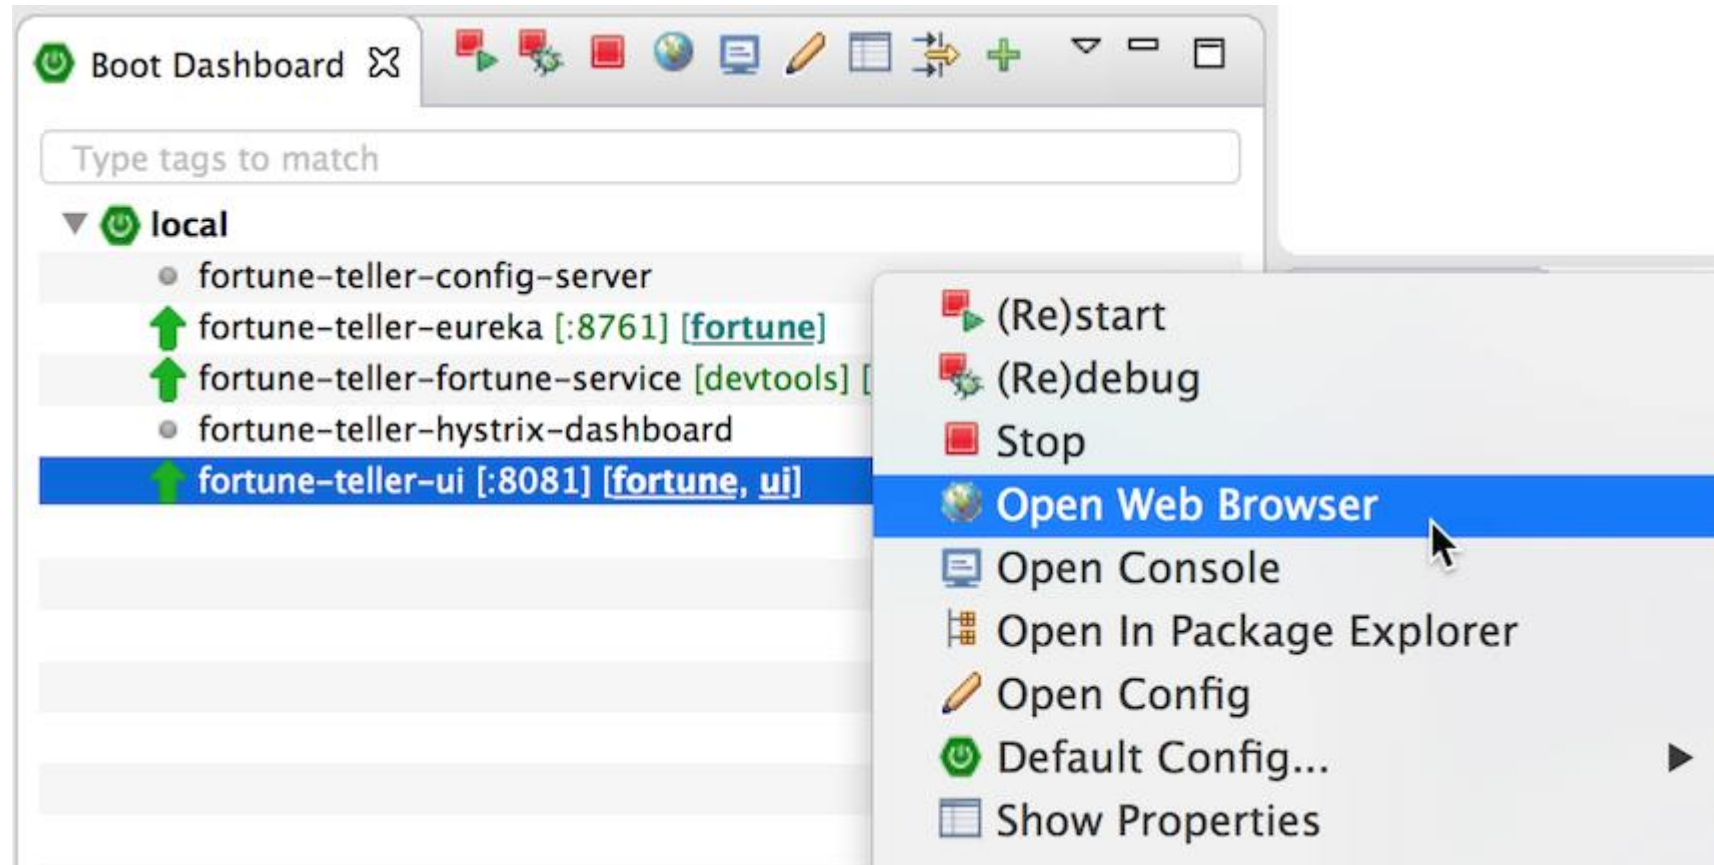 Boot Dashboard
Type tags to match
local
fortune-teller-config-server
fortune-teller-eureka [:8761] [fortune]
fortune-teller-fortune-service [devtools] [
fortune-teller-hystrix-dashboard
fortune-teller-ui [:8081] [fortune, ui]
(Re)start
(Re)debug
Stop
Open Web Browser
Open Console
Open In Package Explorer
Open Config
Default Config...
Show Properties